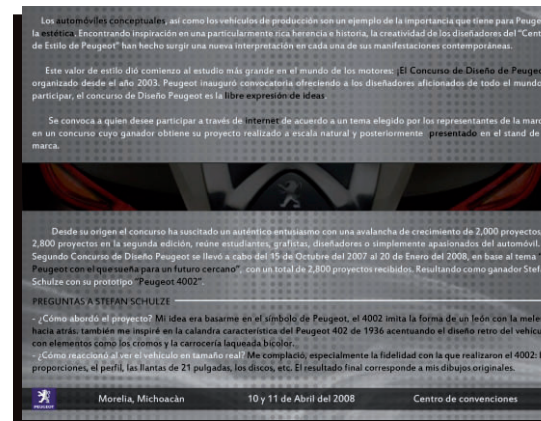 Los automóviles conceptuales, así como los vehículos de producción son un ejemplo de la importancia que tiene para Peuge
la estética. Encontrando inspiración en una particularmente rica herencia e historia, la creatividad de los diseñadores del "Cent
de Estilo de Peugeot" han hecho surgir una nueva interpretación en cada una de sus manifestaciones contemporáneas.
Este valor de estilo dió comienzo al estudio más grande en el mundo de los motores: ¡El Concurso de Diseño de Peugeo
organizado desde el año 2003. Peugeot inauguró convocatoria ofreciendo a los diseñadores aficionados de todo el mundo
participar, el concurso de Diseño Peugeot es la libre expresión de ideas.
Se convoca a quien desee participar a través de internet de acuerdo a un tema elegido por los representantes de la marc
en un concurso cuyo ganador obtiene su proyecto realizado a escala natural y posteriormente presentado en el stand de
marca.
Desde su origen el concurso ha suscitado un auténtico entusiasmo con una avalancha de crecimiento de 2,000 proyectos
2,800 proyectos en la segunda edición, reúne estudiantes, grafistas, diseñadores o simplemente apasionados del automóvil.
Segundo Concurso de Diseño Peugeot se llevó a cabo del 15 de Octubre del 2007 al 20 de Enero del 2008, en base al tema "
Peugeot con el que sueña para un futuro cercano", con un total de 2,800 proyectos recibidos. Resultando como ganador Stef
Schulze con su prototipo "Peugeot 4002".
PREGUNTAS A STEFAN SCHULZE
- ¿Cómo abordó el proyecto? Mi idea era basarme en el símbolo de Peugeot, el 4002 imita la forma de un león con la mele
hacia atrás. también me inspiré en la calandra característica del Peugeot 402 de 1936 acentuando el diseño retro del vehícu
con elementos como los cromos y la carrocería laqueada bicolor.
- ¿Cómo reaccionó al ver el vehículo en tamaño real? Me complació, especialmente la fidelidad con la que realizaron el 4002: l
proporciones, el perfil, las llantas de 21 pulgadas, los discos, etc. El resultado final corresponde a mis dibujos originales.
PEUGEOT Morelia, Michoacàn 10 y 11 de Abril del 2008 Centro de convenciones